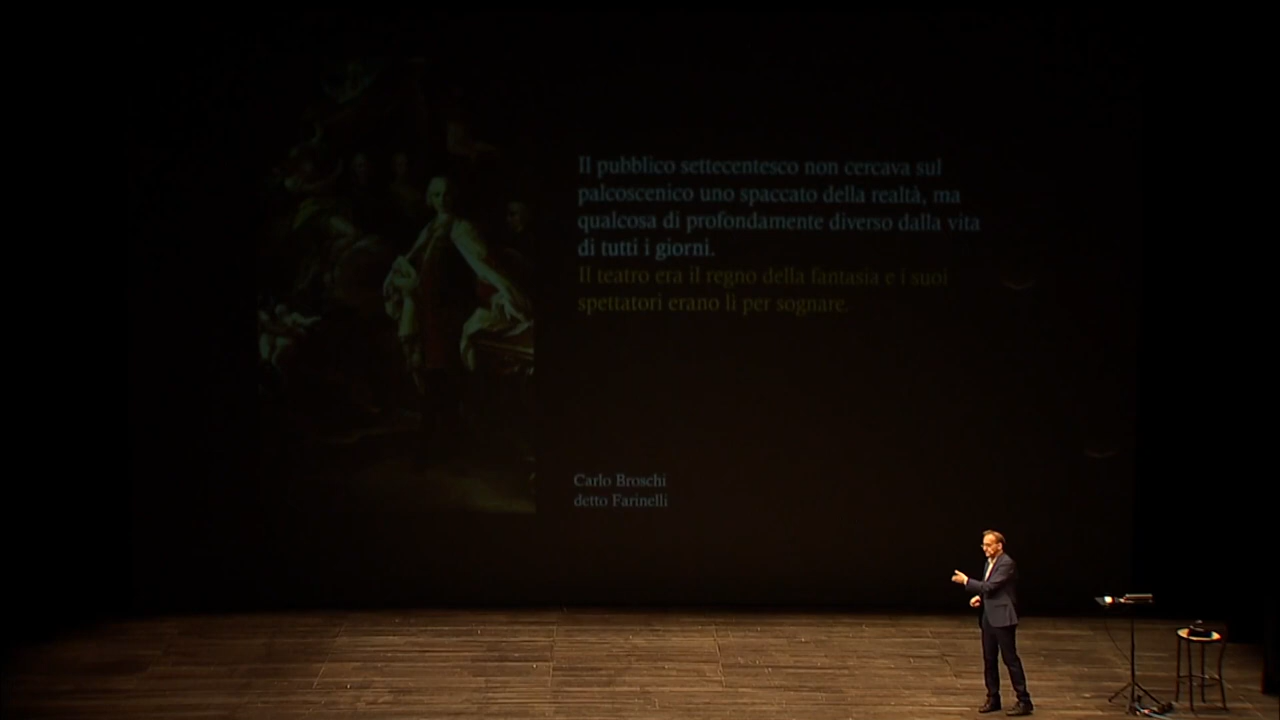 Il pubblico settecentesco non cercava sul
palcoscenico uno spaccato della realtà, ma
qualcosa di profondamente diverso dalla vita
di tutti i giorni.
Il teatro era il regno della fantasia e i suoi
spettatori erano lì per sognare.
Carlo Broschi
detto Farinelli